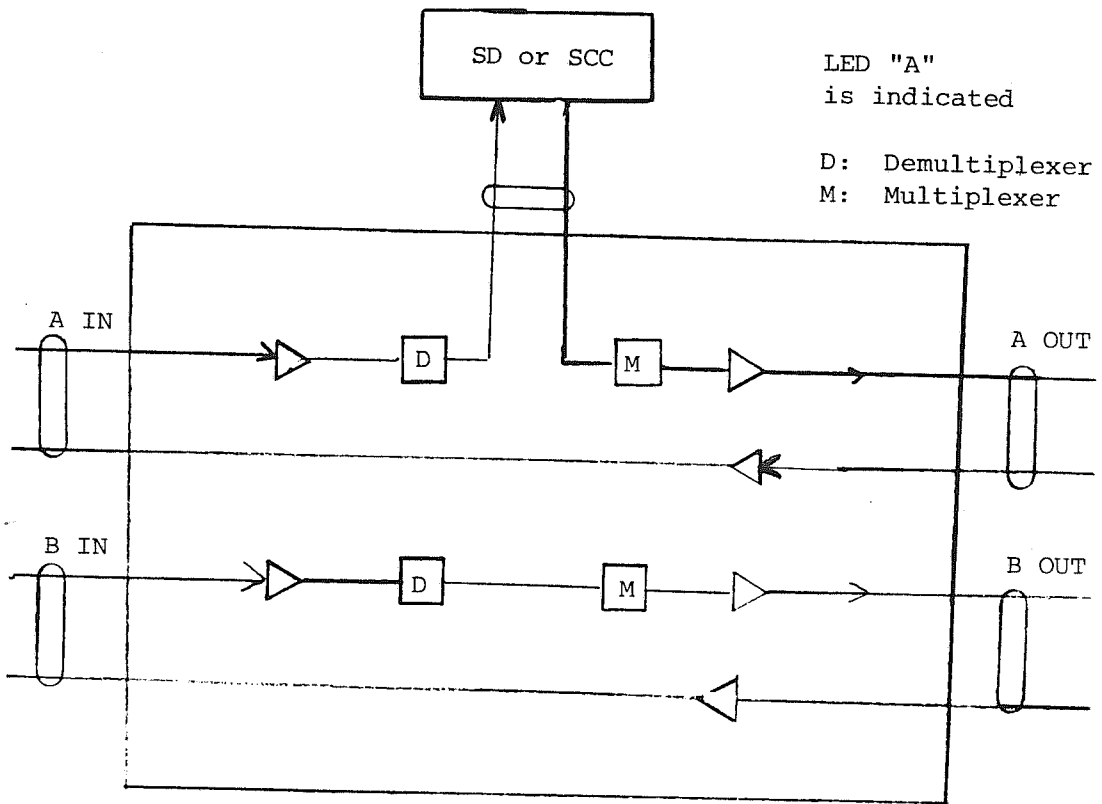 SD or SCC
LED "A"
is indicated
D: Demultiplexer
M: Multiplexer
A IN
D
M
A OUT
B IN
D
M
B OUT